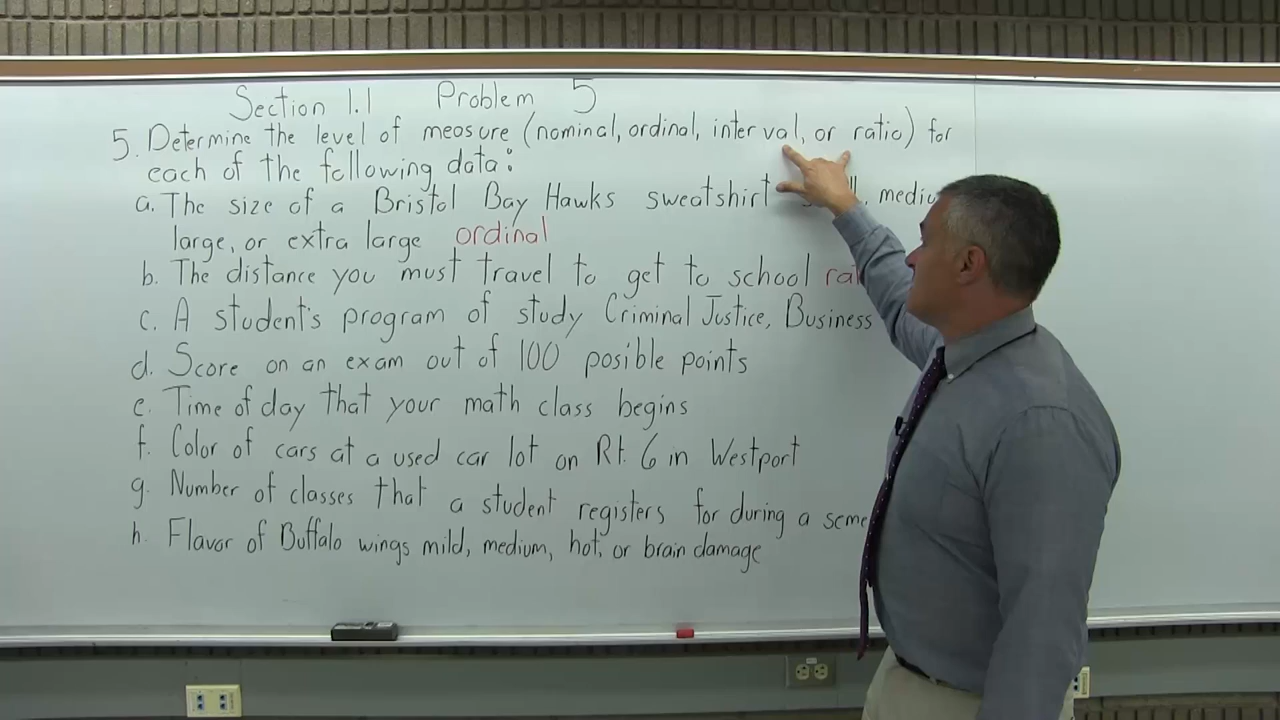 Section 1.1 Problem 5
5. Determine the level of measure (nominal, ordinal, interval, or ratio) for
each of the following data:
a. The size of a Bristol Bay Hawks sweatshirt
large, or extra large ordinal
b. The distance you must travel to get to school
c. A student's program of study Criminal Justice, Business
d. Score on an exam out of 100 posible points
e. Time of day that your math class begins
f. Color of cars at a used car lot on Rt. 6 in Westport
g. Number of classes that a student registers for during a
h. Flavor of Buffalo wings mild, medium, hot, or brain damage